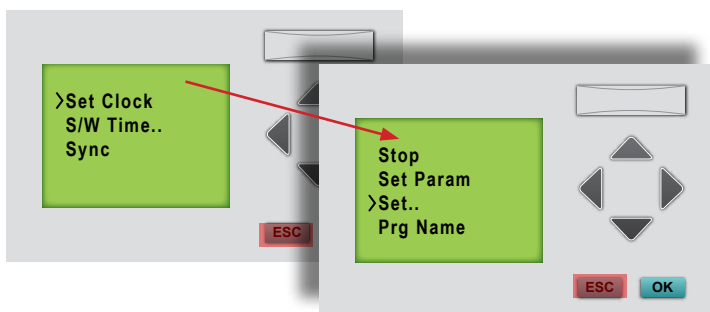 >Set Clock
S/W Time..
Sync
ESC
Stop
Set Param
>Set..
Prg Name
ESC OK